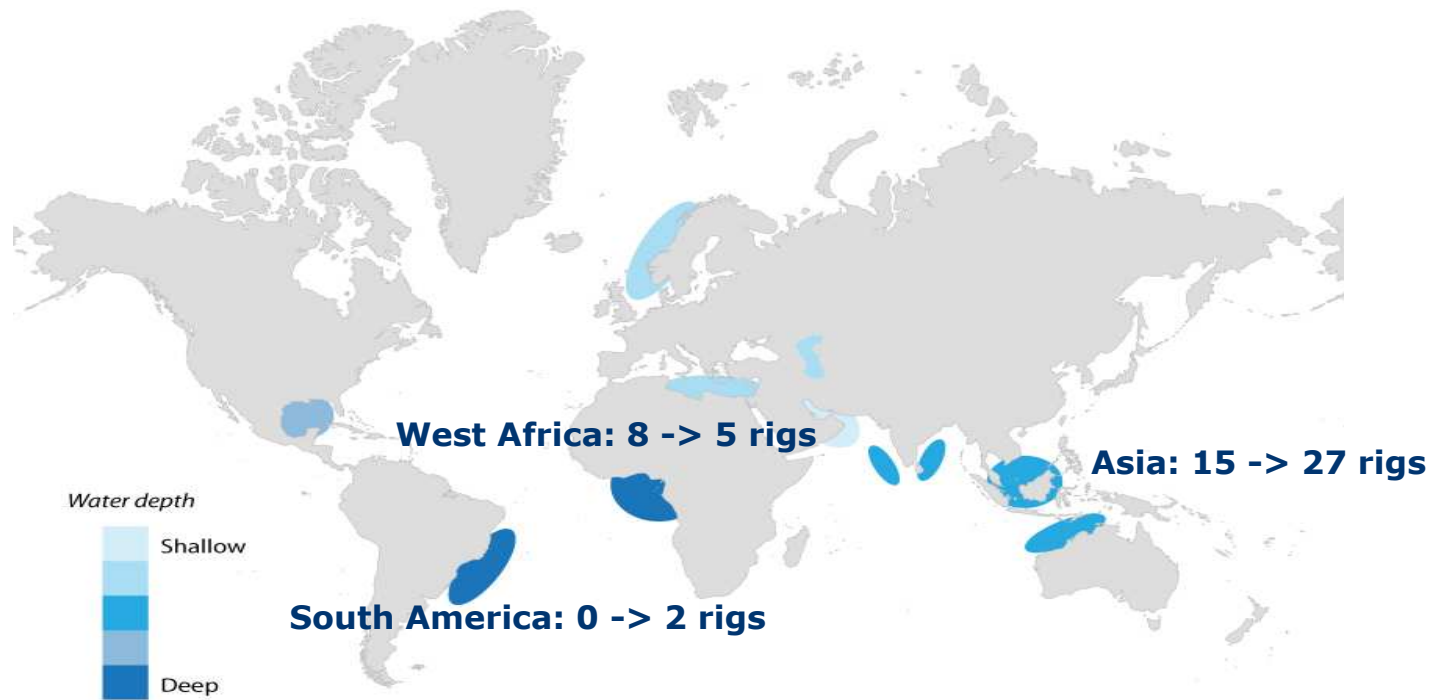 West Africa: 8 -> 5 rigs
Asia: 15 -> 27 rigs
Water depth
Shallow
South America: 0 -> 2 rigs
Deep